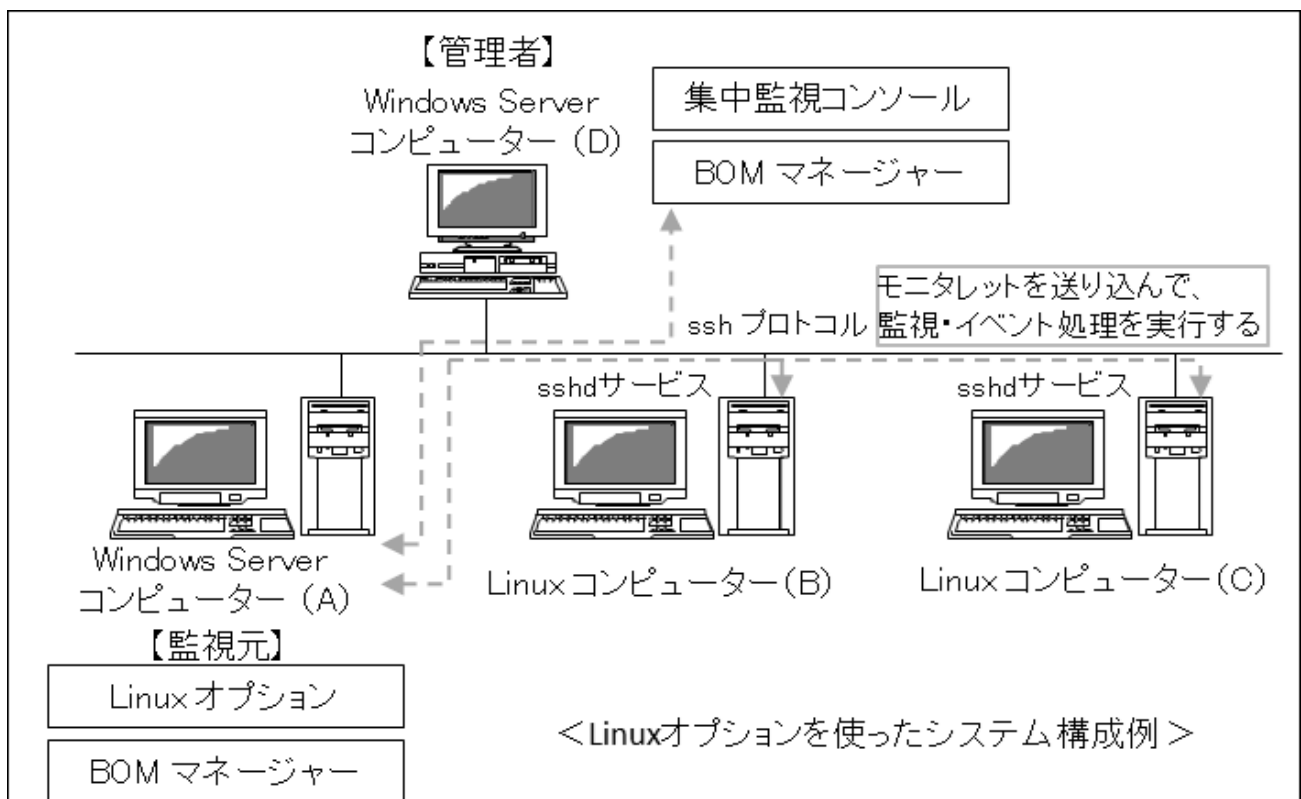 【管理者】
Windows Server
コンピューター（D）
集中監視コンソール
BOM マネージャー
モニタレットを送り込んで、
ssh プロトコル
監視・イベント処理を実行する
sshdサービス
sshdサービス
Windows Server
コンピューター（A）
Linuxコンピューター（B）
Linuxコンピューター（C）
【監視元】
Linux オプション
BOM マネージャー
＜Linuxオプションを使ったシステム構成例＞